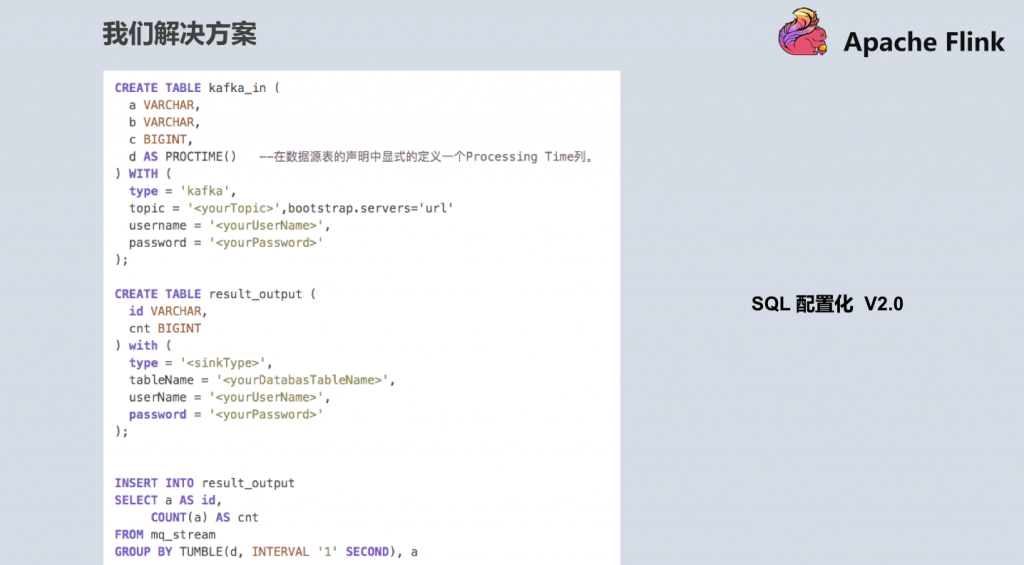 我们解决方案
Apache Flink
CREATE TABLE kafka_in (
a VARCHAR,
b VARCHAR,
c BIGINT,
d AS PROCTIME()   --在数据源表的声明中显式的定义一个Processing Time列。
) WITH (
type = 'kafka',
topic = '<yourTopic>',bootstrap.servers='url'
username = '<yourUserName>',
password = '<yourPassword>'
);
CREATE TABLE result_output (
id VARCHAR,
cnt BIGINT
) with (
type = '<sinkType>',
tableName = '<yourDatabasTableName>',
userName = '<yourUserName>',
password = '<yourPassword>'
);
INSERT INTO result_output
SELECT a AS id,
COUNT(a) AS cnt
FROM mq_stream
GROUP BY TUMBLE(d, INTERVAL '1' SECOND), a
SQL 配置化 V2.0